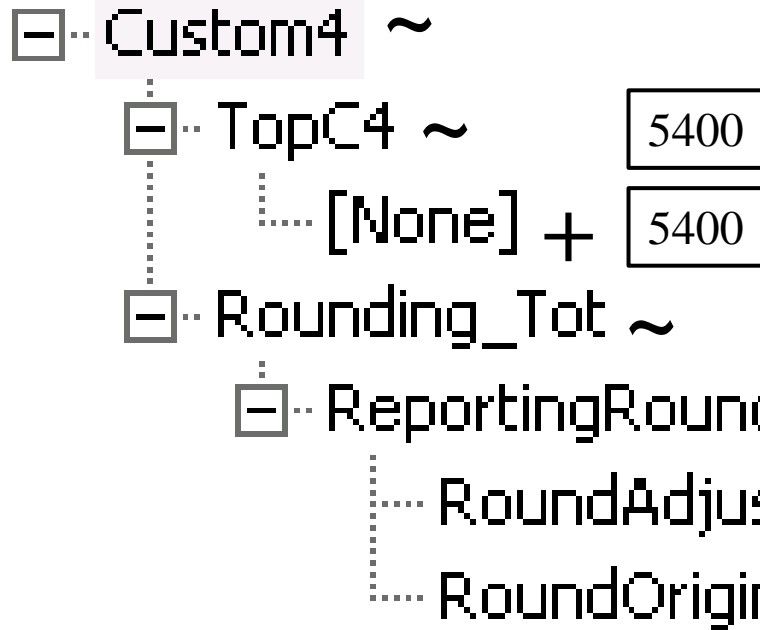 Custom4 ~
TopC4 ~ 5400
[None] + 5400
Rounding_Tot ~